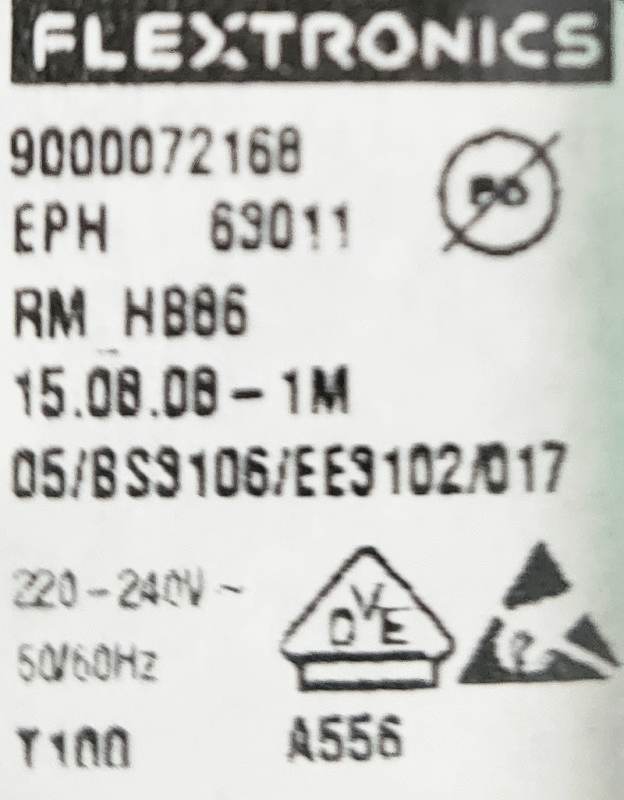 FLEXTRONICS
9000072168
EPH 63011
RM HB86
15.08.08-1M
05/BS9106/EE9102/017
220-240V~
50/60Hz
DVE
T100
A556